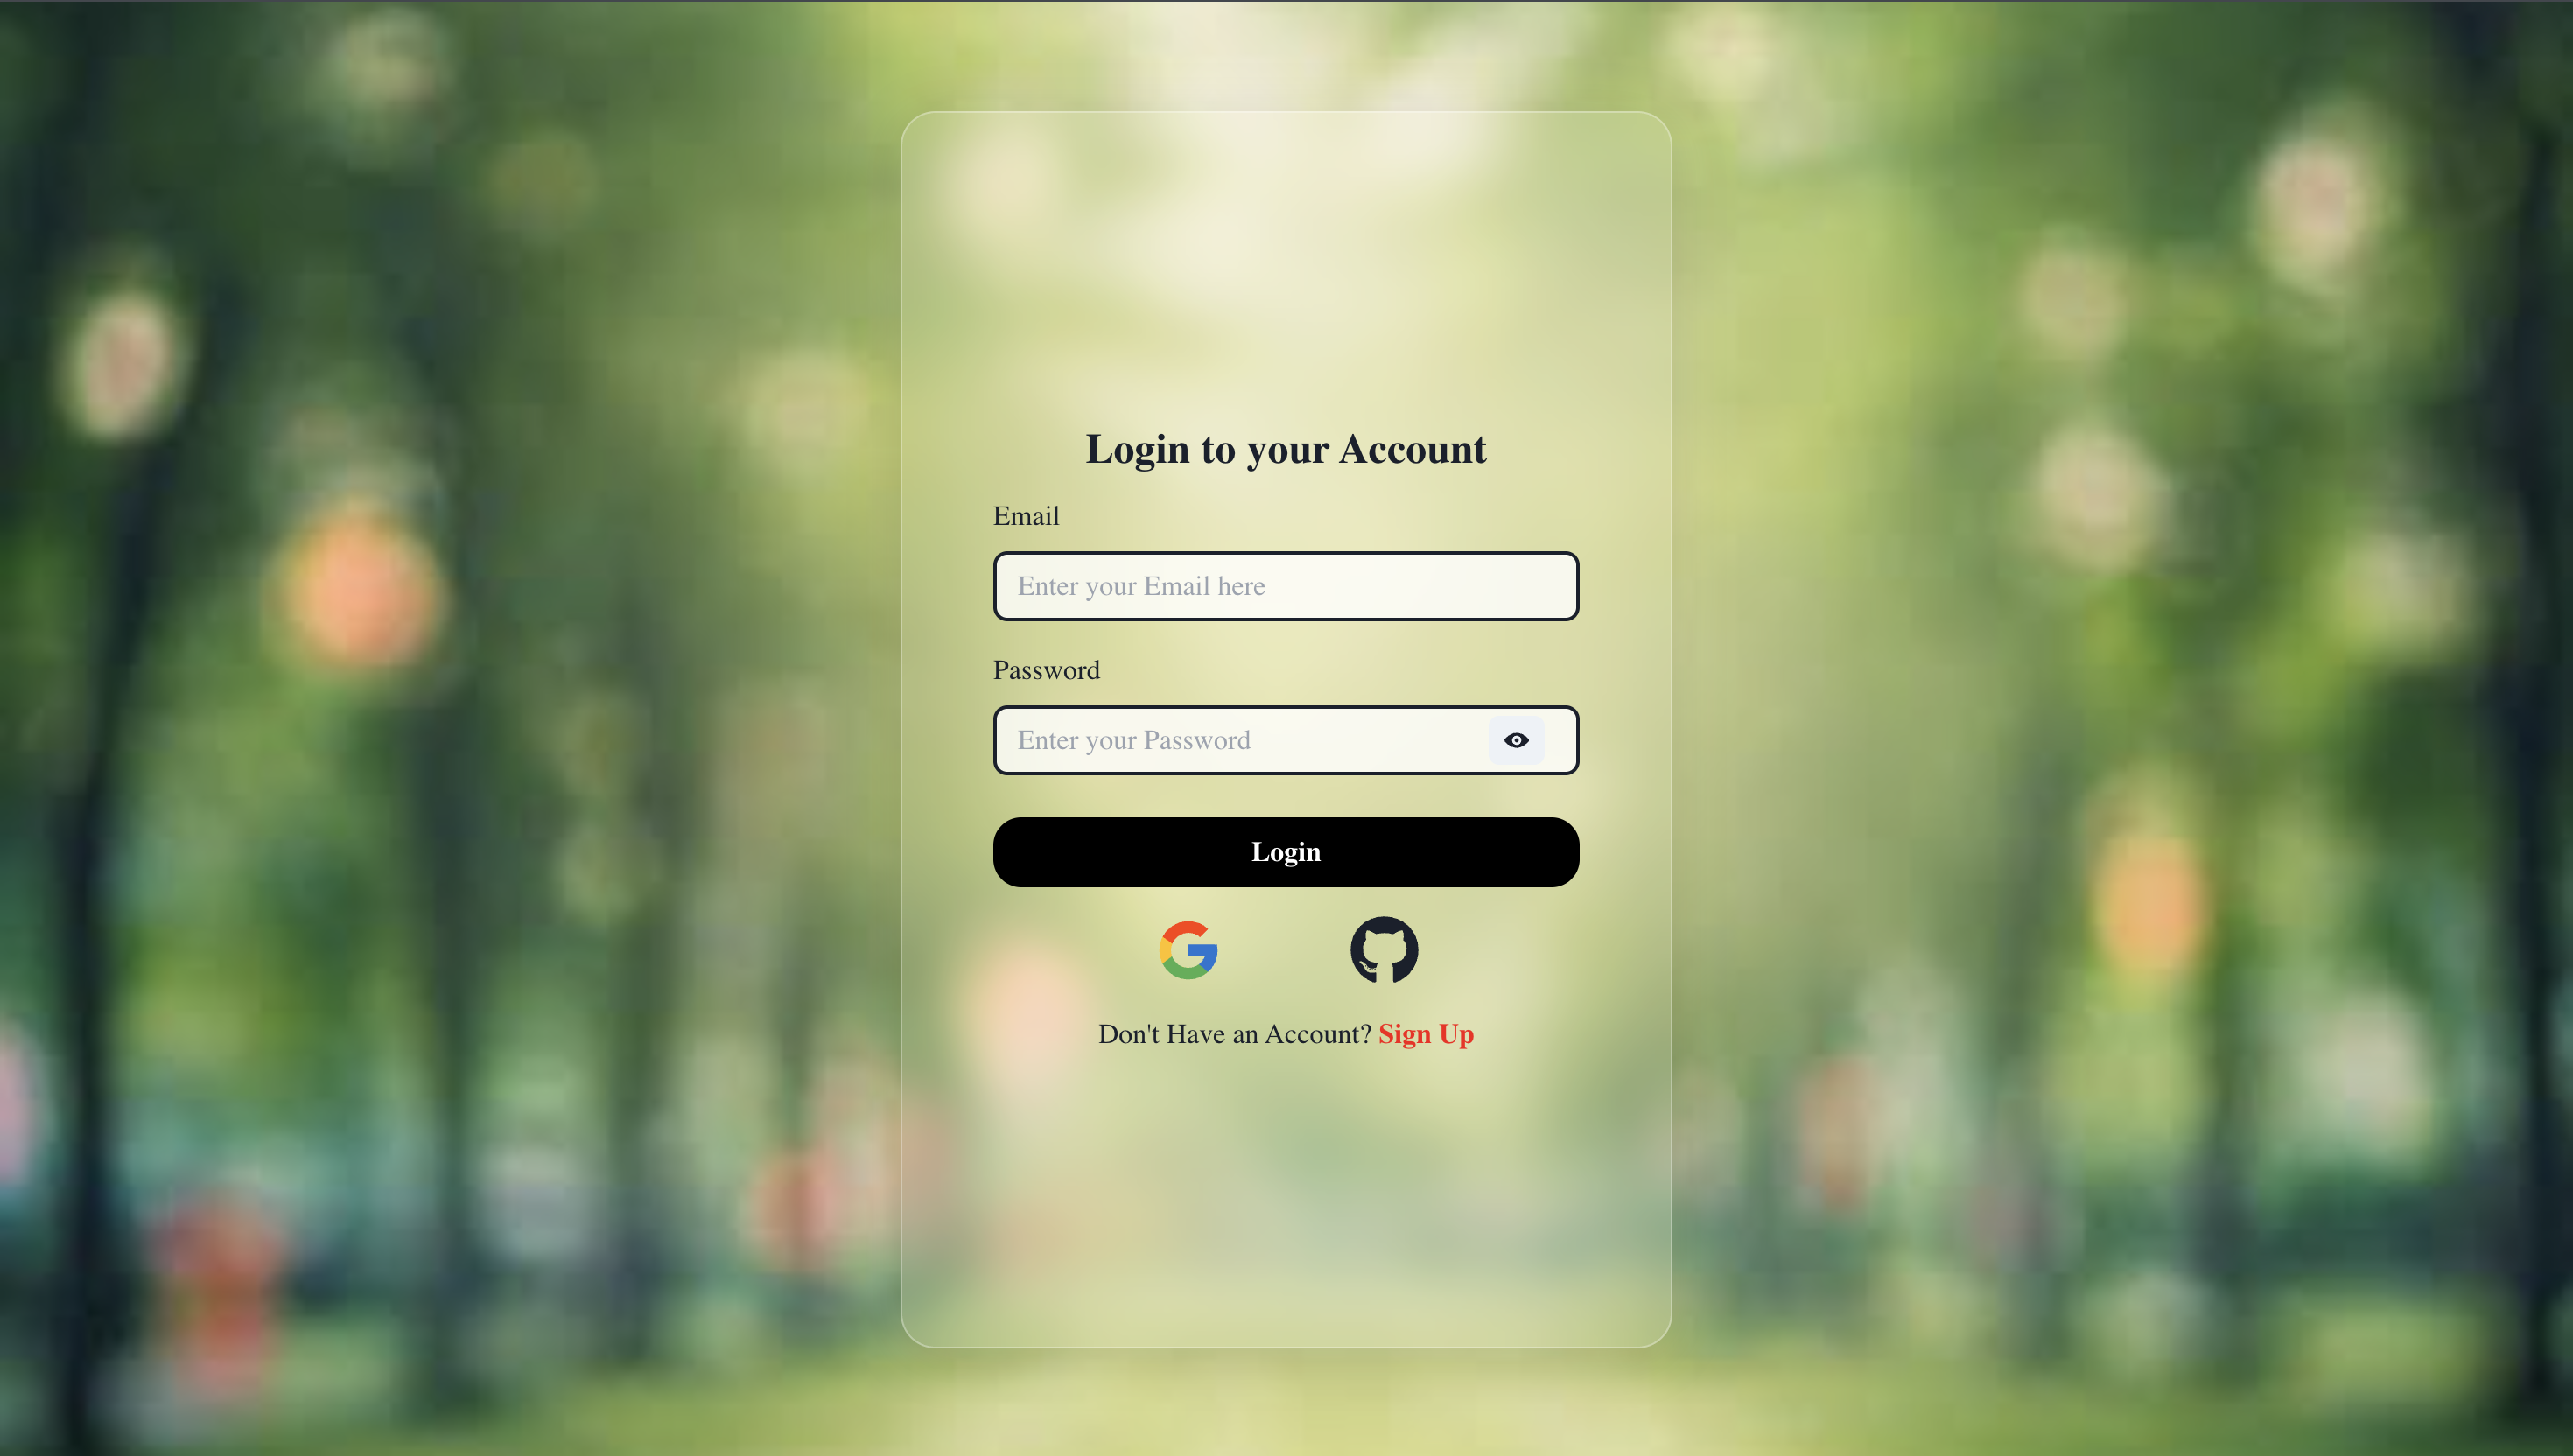 Login to your Account
Email
Enter your Email here
Password
Enter your Password
Login
Don't Have an Account? Sign Up